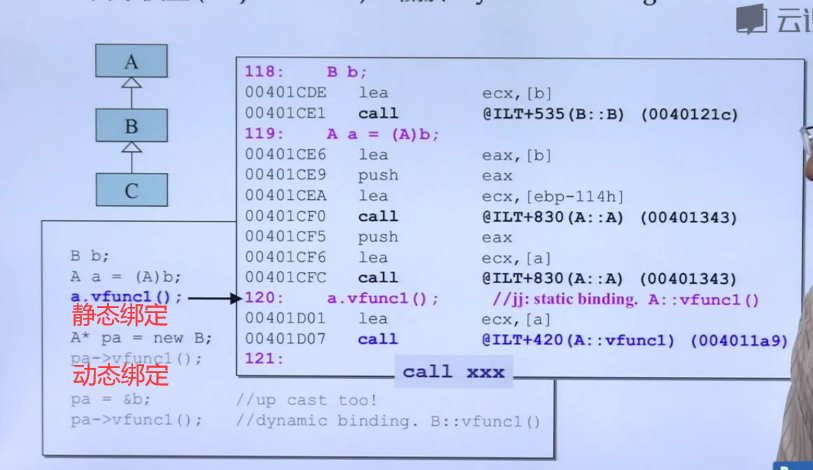 云
A
B
C
118: B b;
00401CDE lea ecx,[b]
00401CE1 call @ILT+535(B::B) (0040121c)
119: A a = (A)b;
00401CE6 lea eax,[b]
00401CE9 push eax
00401CEA lea ecx,[ebp-114h]
00401CF0 call @ILT+830(A::A) (00401343)
00401CF5 push eax
00401CF6 lea ecx,[a]
00401CFC call @ILT+830(A::A) (00401343)
120: a.vfunc1(); //jj: static binding. A::vfunc1()
00401D01 lea ecx,[a]
00401D07 call @ILT+420(A::vfunc1) (004011a9)
121:
call xxx
B b;
A a = (A)b;
a.vfunc1();
静态绑定
A* pa = new B;
pa->vfunc1();
动态绑定
pa = &b; //up cast too!
pa->vfunc1(); //dynamic binding. B::vfunc1()